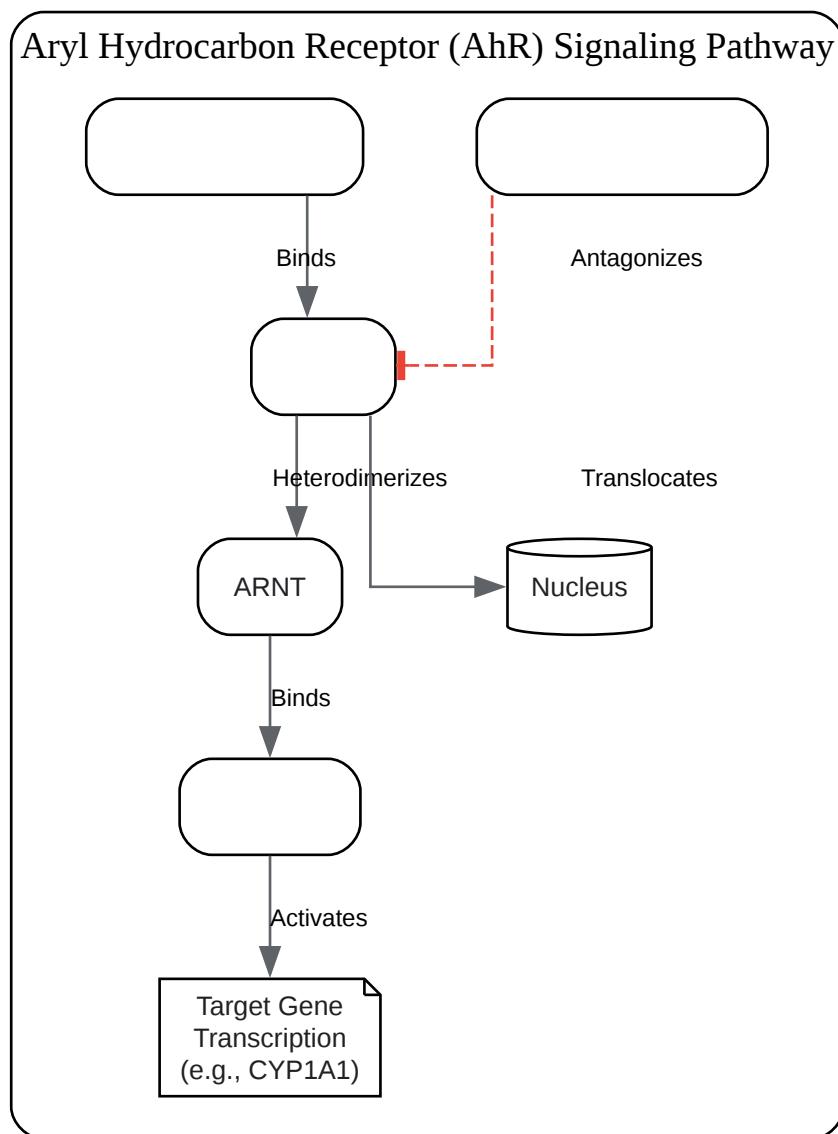 Aryl Hydrocarbon Receptor (AhR) Signaling Pathway
Binds
Antagonizes
Heterodimerizes
Translocates
ARNT
Nucleus
Binds
Activates
Target Gene
Transcription
(e.g., CYP1A1)